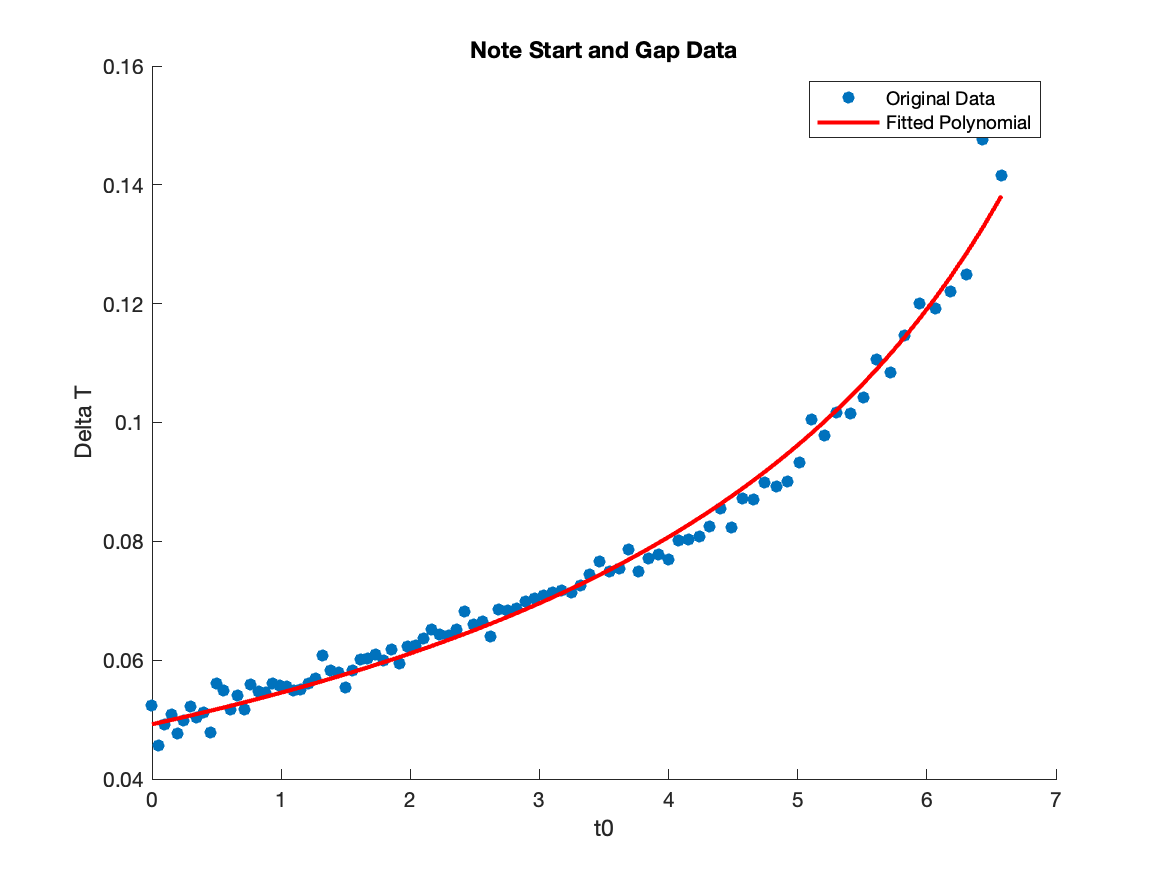 Note Start and Gap Data
0.16
0.14
0.12
0.1
0.08
0.06
0.04
Delta T
Original Data
Fitted Polynomial
0 1 2 3 4 5 6 7
t0